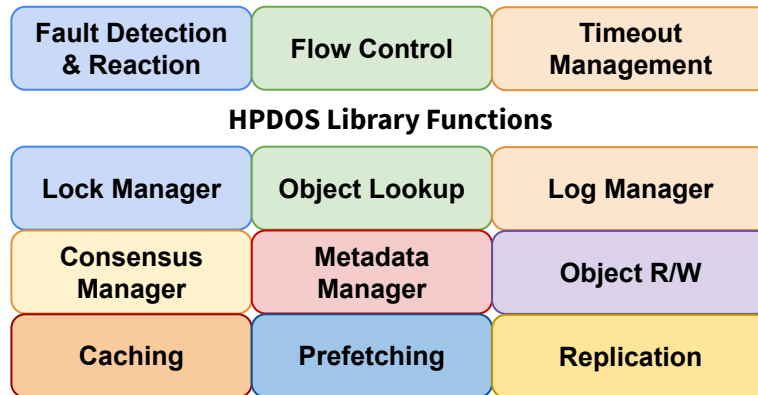 Fault Detection
& Reaction
Flow Control
Timeout
Management
HPDOS Library Functions
Lock Manager
Object Lookup
Log Manager
Consensus
Manager
Metadata
Manager
Object R/W
Caching
Prefetching
Replication